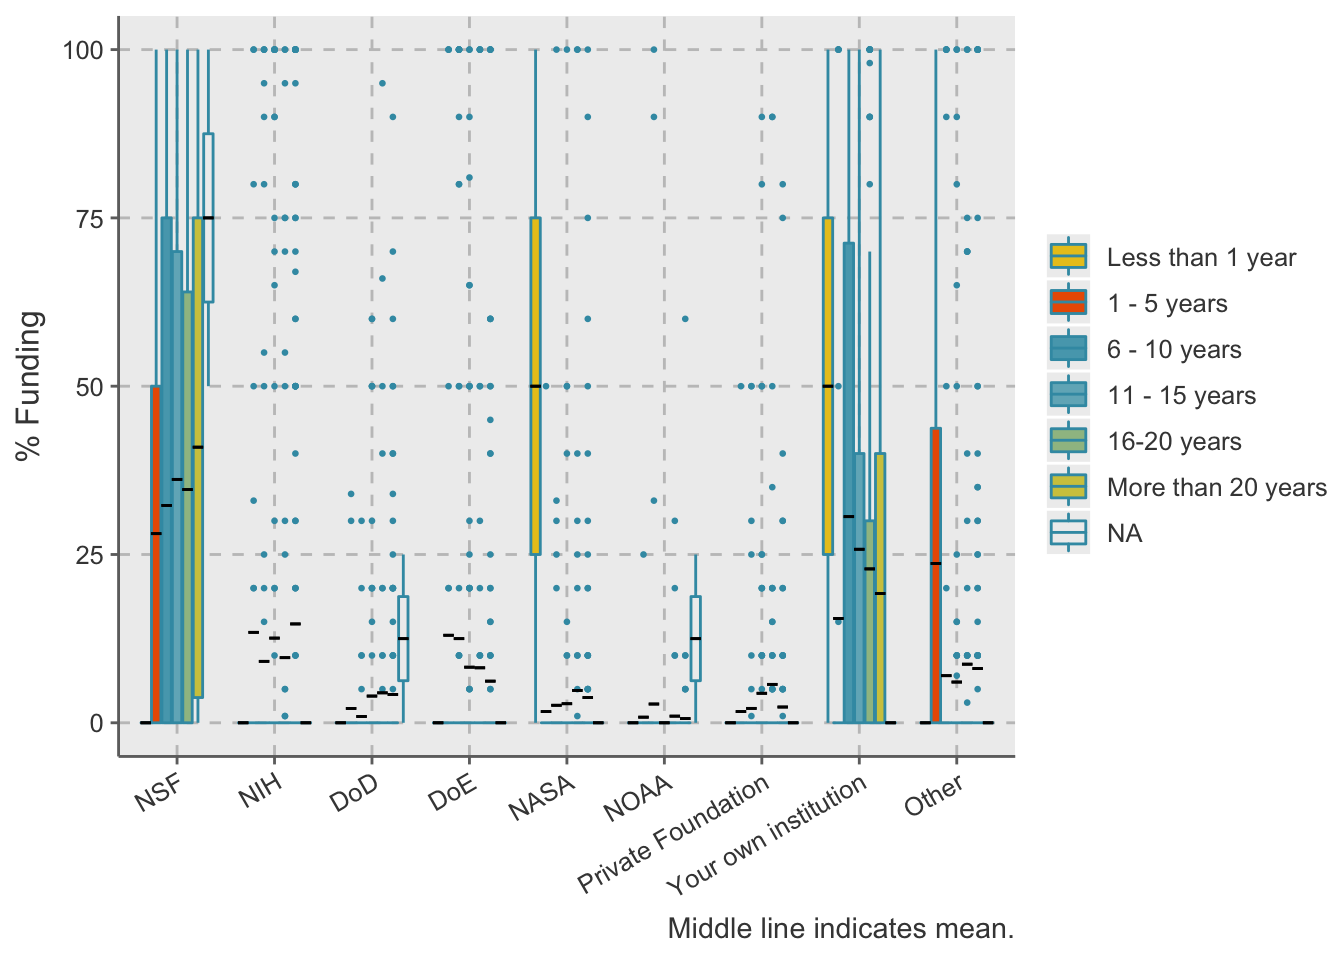 % Funding
100
75
50
25
0
NSF
NIH
DoD
DoE
NASA
NOAA
Private Foundation
Your own institution
Other
Less than 1 year
1 - 5 years
6 - 10 years
11 - 15 years
16-20 years
More than 20 years
NA
Middle line indicates mean.